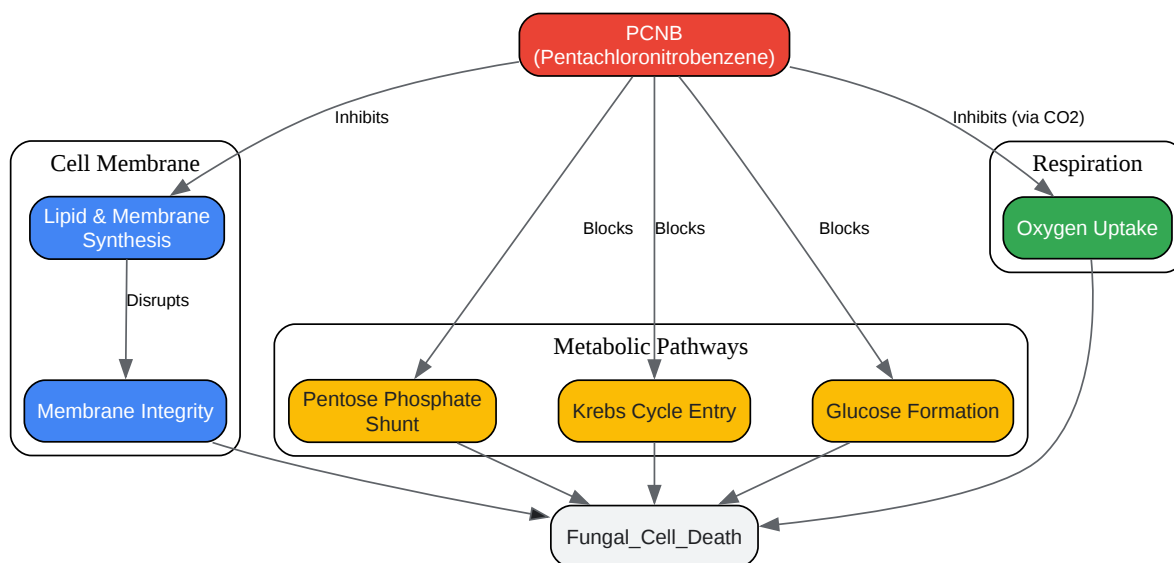 PCNB
(Pentachloronitrobenzene)
Inhibits
Inhibits (via CO2)
Cell Membrane
Respiration
Lipid & Membrane
Synthesis
Oxygen Uptake
Blocks
Blocks
Blocks
Disrupts
Metabolic Pathways
Membrane Integrity
Pentose Phosphate
Shunt
Krebs Cycle Entry
Glucose Formation
Fungal_Cell_Death